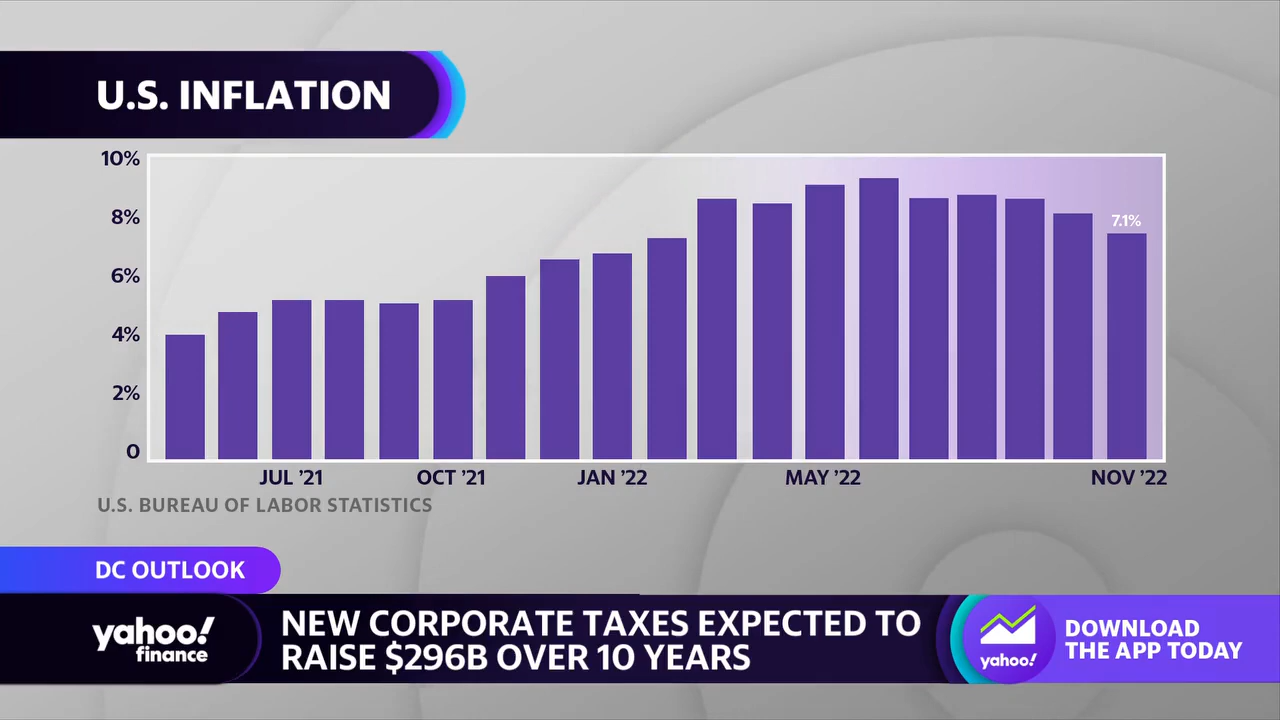 U.S. INFLATION
10%
8%
6%
4%
2%
0
7.1%
JUL ’21 OCT ’21 JAN ’22 MAY ’22 NOV ’22
U.S. BUREAU OF LABOR STATISTICS
DC OUTLOOK
yahoo!
finance
NEW CORPORATE TAXES EXPECTED TO
RAISE $296B OVER 10 YEARS
yahoo!
DOWNLOAD
THE APP TODAY